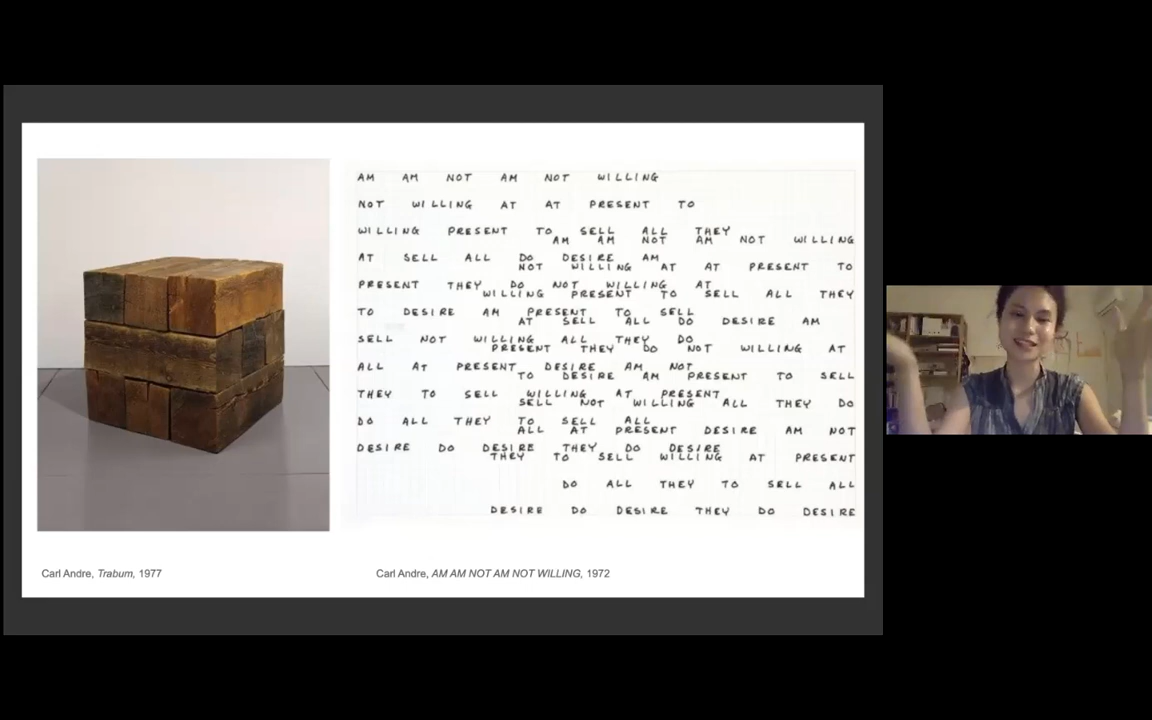 AM AM NOT AM NOT WILLING
NOT WILLING AT AT PRESENT TO
WILLING PRESENT TO SELL ALL THEY
AM AM NOT AM NOT WILLING
AT SELL ALL DO DESIRE AM
NOT WILLING AT AT PRESENT TO
PRESENT THEY DO NOT WILLING AT
WILLING PRESENT TO SELL ALL THEY
TO DESIRE AM PRESENT TO SELL
AT SELL ALL DO DESIRE AM
SELL NOT WILLING ALL THEY DO
PRESENT THEY DO NOT WILLING AT
ALL AT PRESENT DESIRE AM NOT
TO DESIRE AM PRESENT TO SELL
THEY TO SELL WILLING AT PRESENT
SELL NOT WILLING ALL THEY DO
DO ALL THEY TO SELL ALL
ALL AT PRESENT DESIRE AM NOT
DESIRE DO DESIRE THEY DO DESIRE
THEY TO SELL WILLING AT PRESENT
DO ALL THEY TO SELL ALL
DESIRE DO DESIRE THEY DO DESIRE
Carl Andre, Trabum, 1977
Carl Andre, AM AM NOT AM NOT WILLING, 1972